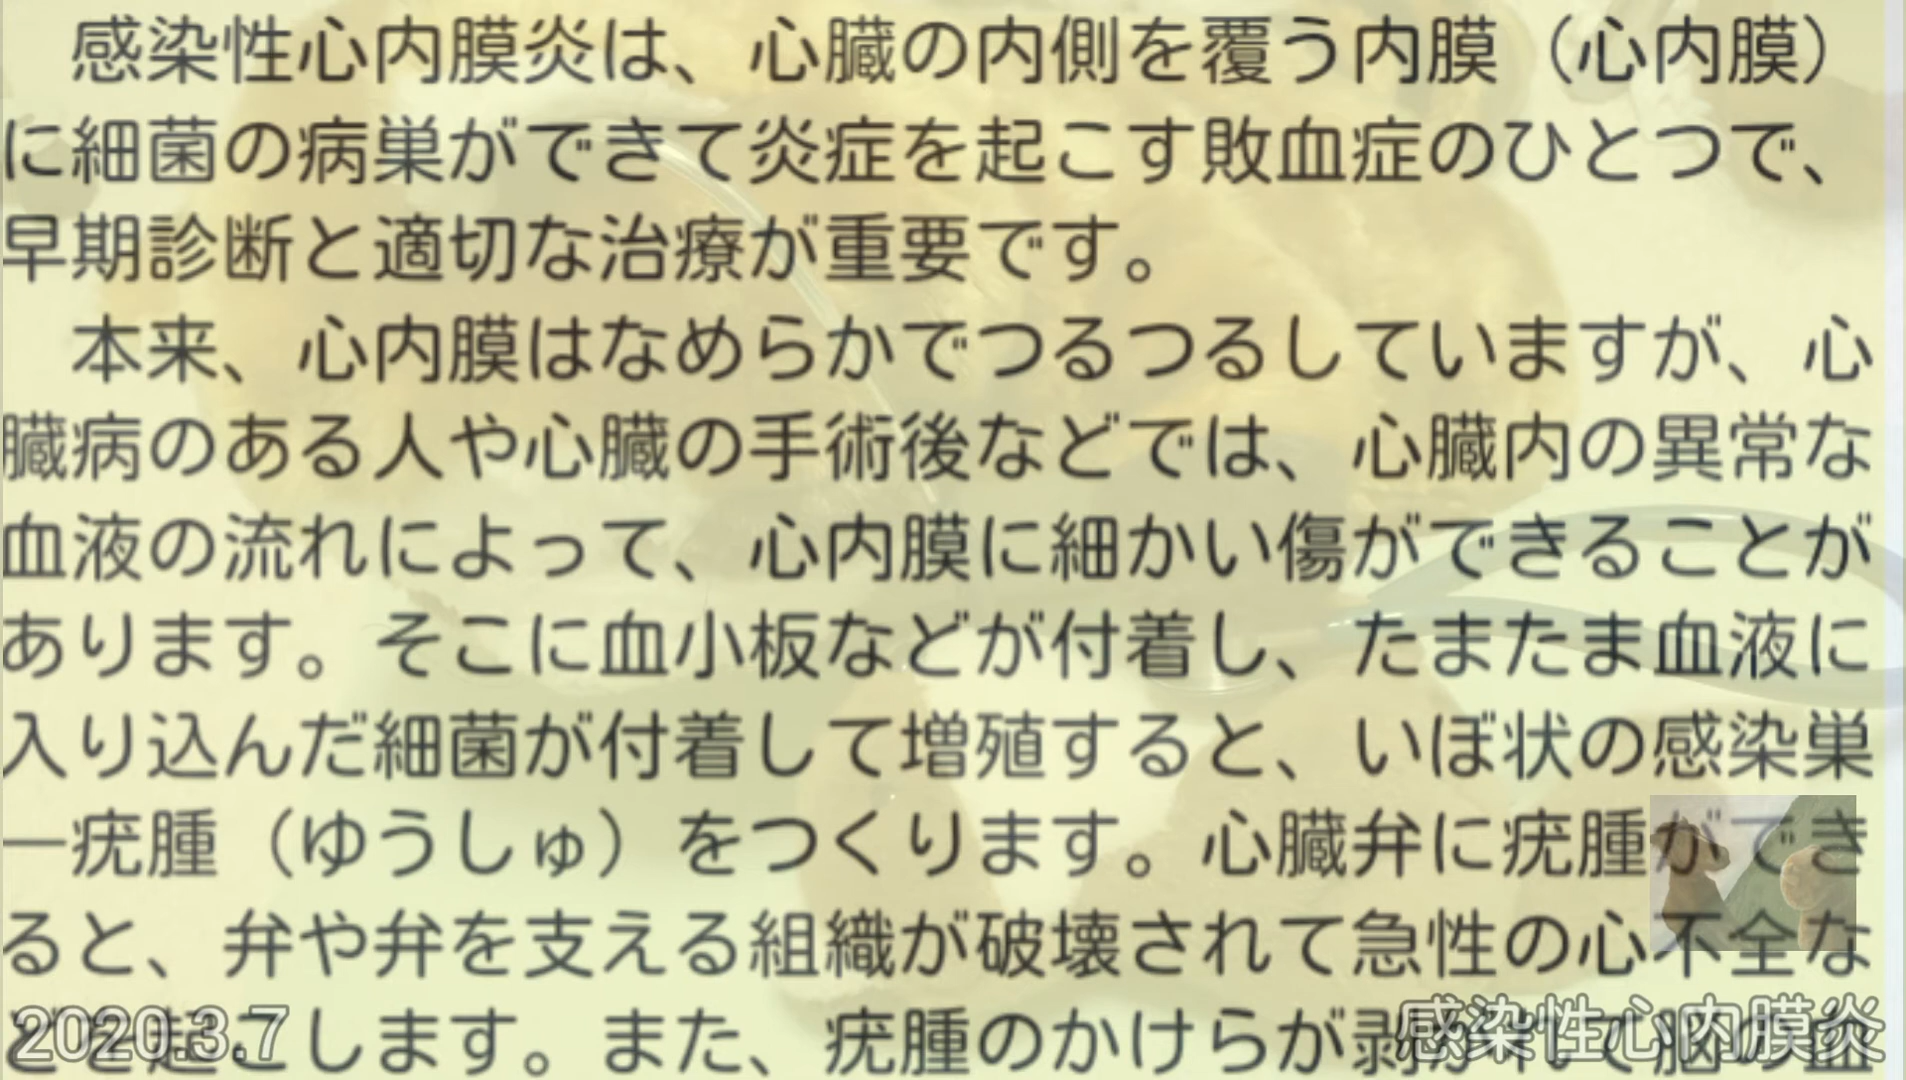 感染性心内膜炎は、心臓の内側を覆う内膜（心内膜）
に細菌の病巣ができて炎症を起こす敗血症のひとつで、
早期診断と適切な治療が重要です。
本来、心内膜はなめらかでつるつるしていますが、心
臓病のある人や心臓の手術後などでは、心臓内の異常な
血液の流れによって、心内膜に細かい傷ができることが
あります。そこに血小板などが付着し、たまたま血液に
入り込んだ細菌が付着して増殖すると、いぼ状の感染巣
―疣腫（ゆうしゅ）をつくります。心臓弁に疣腫ができ
ると、弁や弁を支える組織が破壊されて急性の心不全な
どを起こします。また、疣腫のかけらが剥がれて脳の血
2020.3.7
感染性心内膜炎